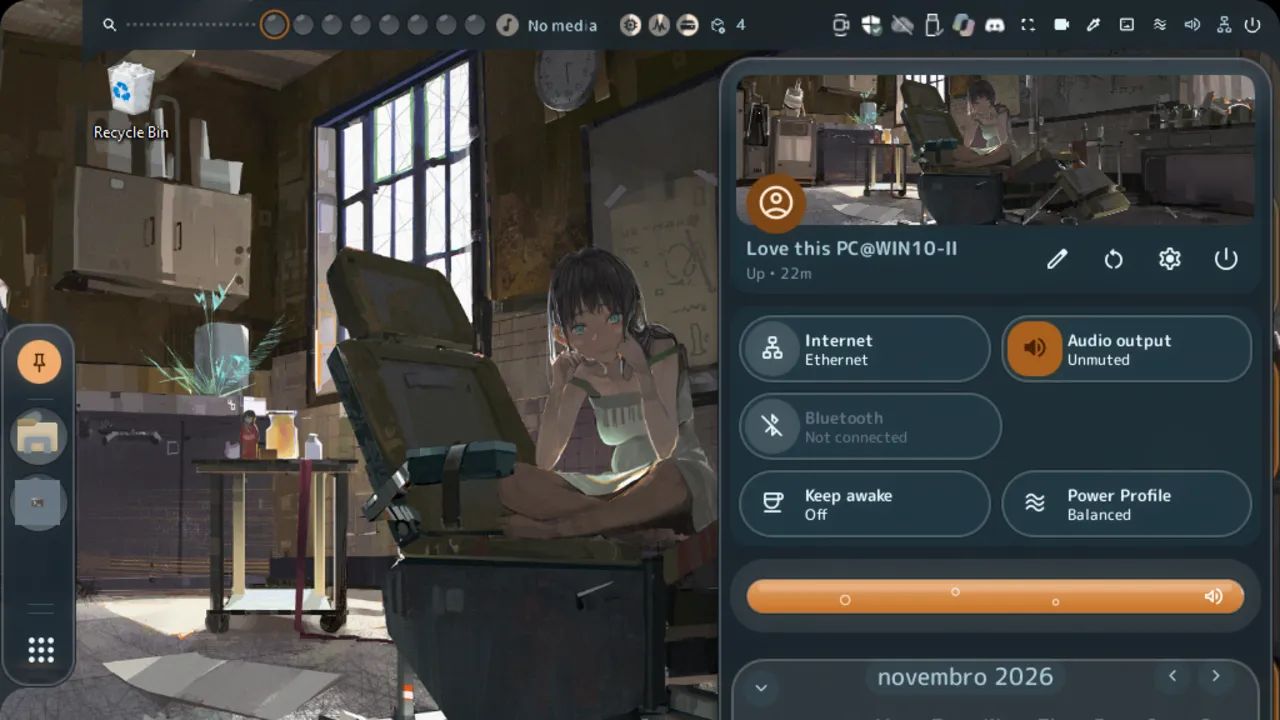 No media
4
Recycle Bin
Love this PC@WIN10-II
Up • 22m
Internet
Ethernet
Audio output
Unmuted
Bluetooth
Not connected
Keep awake
Off
Power Profile
Balanced
novembro 2026